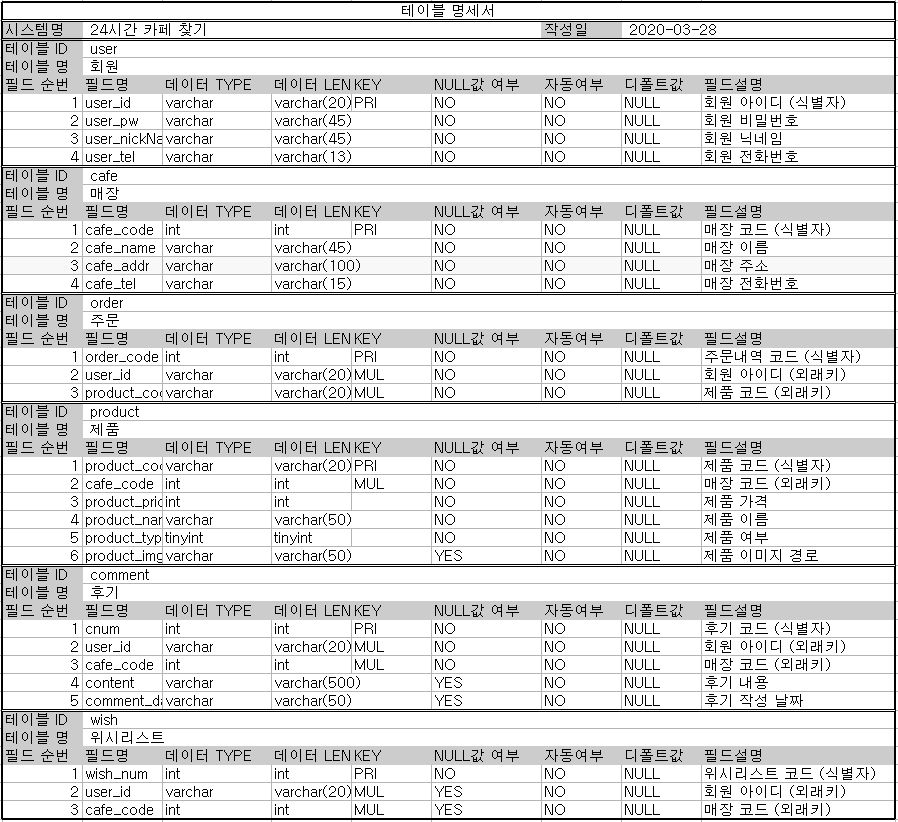 테이블 명세서
시스템명 24시간 카페 찾기 작성일 2020-03-28
테이블 ID user
테이블 명 회원
필드 순번 필드명 데이터 TYPE 데이터 LEN KEY NULL값 여부 자동여부 디폴트값 필드설명
1 user_id varchar varchar(20) PRI NO NO NULL 회원 아이디 (식별자)
2 user_pw varchar varchar(45) NO NO NULL 회원 비밀번호
3 user_nickNa varchar varchar(45) NO NO NULL 회원 닉네임
4 user_tel varchar varchar(13) NO NO NULL 회원 전화번호
테이블 ID cafe
테이블 명 매장
필드 순번 필드명 데이터 TYPE 데이터 LEN KEY NULL값 여부 자동여부 디폴트값 필드설명
1 cafe_code int int PRI NO NO NULL 매장 코드 (식별자)
2 cafe_name varchar varchar(45) NO NO NULL 매장 이름
3 cafe_addr varchar varchar(100) NO NO NULL 매장 주소
4 cafe_tel varchar varchar(15) NO NO NULL 매장 전화번호
테이블 ID order
테이블 명 주문
필드 순번 필드명 데이터 TYPE 데이터 LEN KEY NULL값 여부 자동여부 디폴트값 필드설명
1 order_code int int PRI NO NO NULL 주문내역 코드 (식별자)
2 user_id varchar varchar(20) MUL NO NO NULL 회원 아이디 (외래키)
3 product_cod varchar varchar(20) MUL NO NO NULL 제품 코드 (외래키)
테이블 ID product
테이블 명 제품
필드 순번 필드명 데이터 TYPE 데이터 LEN KEY NULL값 여부 자동여부 디폴트값 필드설명
1 product_cod varchar varchar(20) PRI NO NO NULL 제품 코드 (식별자)
2 cafe_code int int MUL NO NO NULL 매장 코드 (외래키)
3 product_pric int int NO NO NULL 제품 가격
4 product_nar varchar varchar(50) NO NO NULL 제품 이름
5 product_typ tinyint tinyint NO NO NULL 제품 여부
6 product_img varchar varchar(50) YES NO NULL 제품 이미지 경로
테이블 ID comment
테이블 명 후기
필드 순번 필드명 데이터 TYPE 데이터 LEN KEY NULL값 여부 자동여부 디폴트값 필드설명
1 cnum int int PRI NO NO NULL 후기 코드 (식별자)
2 user_id varchar varchar(20) MUL NO NO NULL 회원 아이디 (외래키)
3 cafe_code int int MUL NO NO NULL 매장 코드 (외래키)
4 content varchar varchar(500) YES NO NULL 후기 내용
5 comment_da varchar varchar(50) YES NO NULL 후기 작성 날짜
테이블 ID wish
테이블 명 위시리스트
필드 순번 필드명 데이터 TYPE 데이터 LEN KEY NULL값 여부 자동여부 디폴트값 필드설명
1 wish_num int int PRI NO NO NULL 위시리스트 코드 (식별자)
2 user_id varchar varchar(20) MUL YES NO NULL 회원 아이디 (외래키)
3 cafe_code int int MUL YES NO NULL 매장 코드 (외래키)